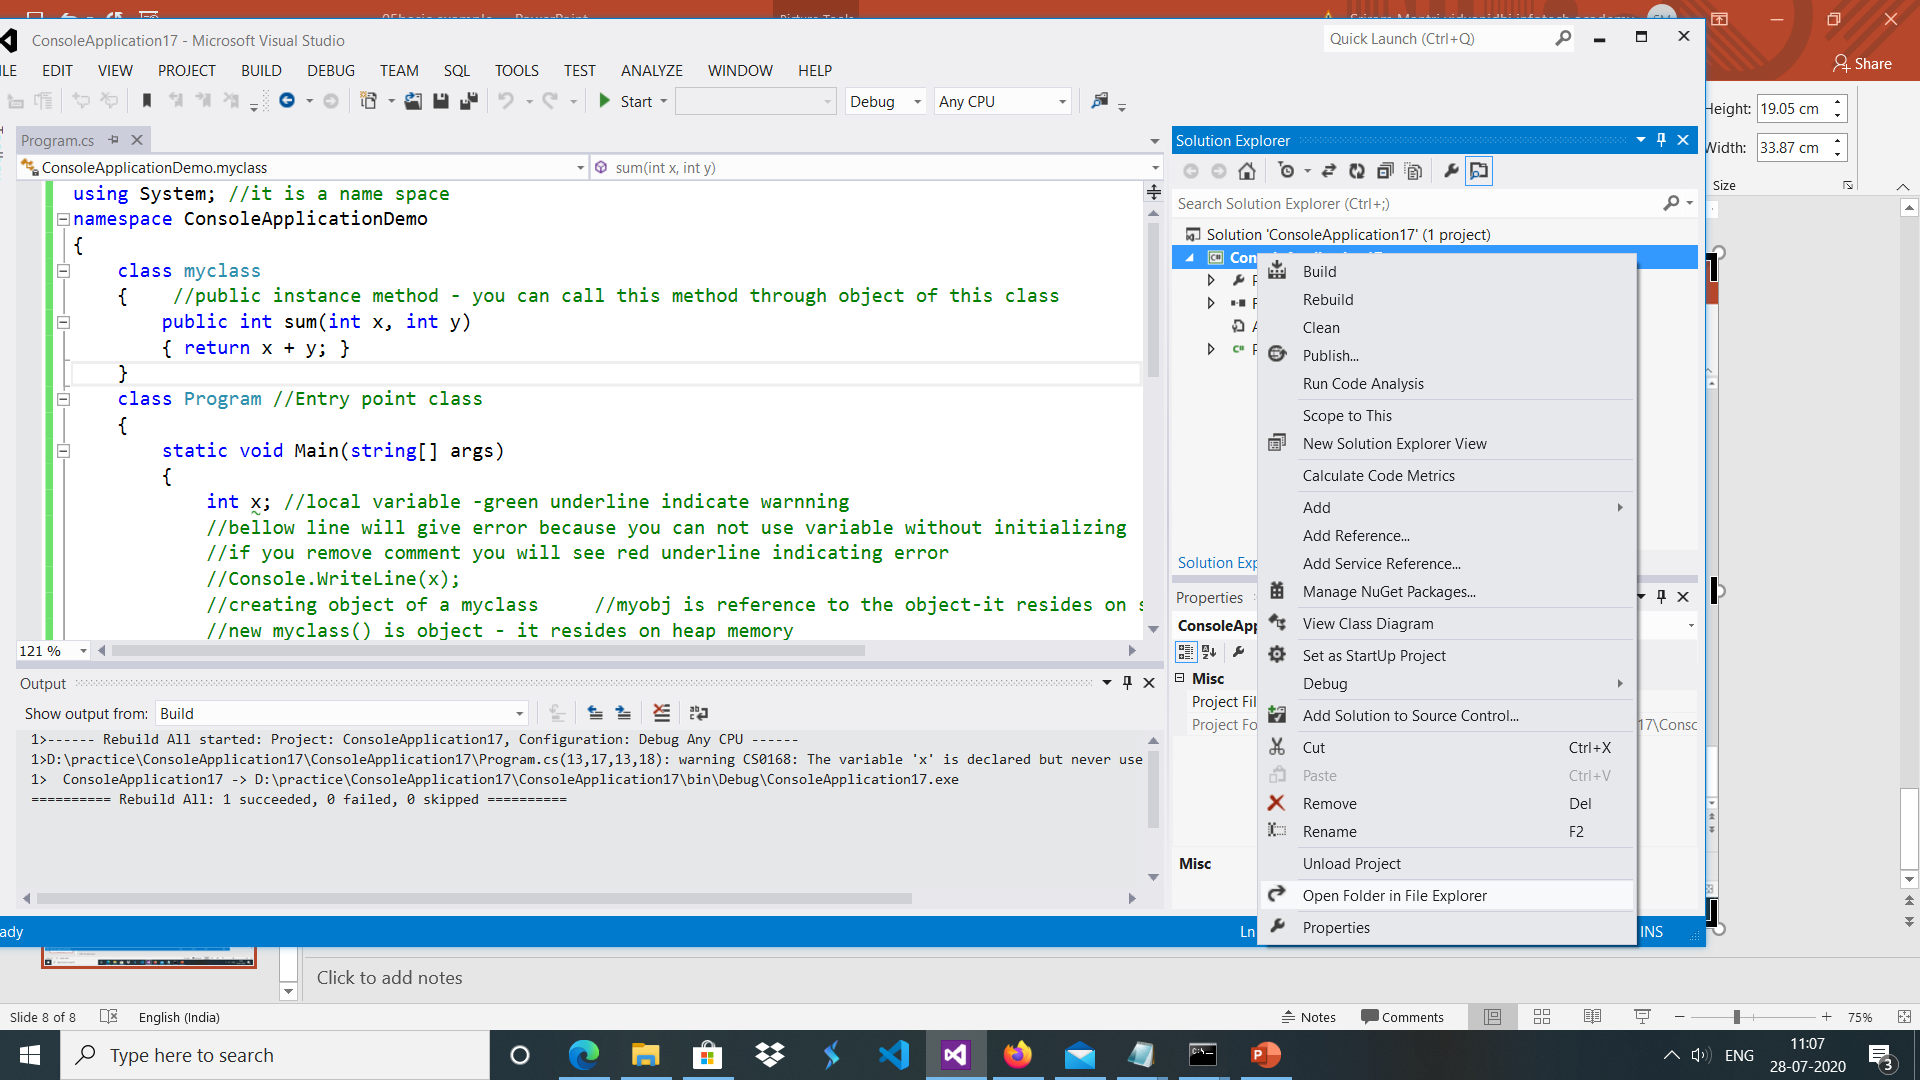 ConsoleApplication17 - Microsoft Visual Studio
Quick Launch (Ctrl+Q)
Share
EDIT VIEW PROJECT BUILD DEBUG TEAM SQL TOOLS TEST ANALYZE WINDOW HELP
Start Debug Any CPU
Height: 19.05 cm
Width: 33.87 cm
Size
Program.cs
ConsoleApplicationDemo.myclass sum(int x, int y)
using System; //it is a name space
namespace ConsoleApplicationDemo
{
class myclass
{ //public instance method - you can call this method through object of this class
public int sum(int x, int y)
{ return x + y; }
}
class Program //Entry point class
{
static void Main(string[] args)
{
int x; //local variable -green underline indicate warnning
//bellow line will give error because you can not use variable without initializing
//if you remove comment you will see red underline indicating error
//Console.WriteLine(x);
//creating object of a myclass //myobj is reference to the object-it resides on s
//new myclass() is object - it resides on heap memory
121 %
Output
Show output from: Build
1>------ Rebuild All started: Project: ConsoleApplication17, Configuration: Debug Any CPU ------
1>D:\practice\ConsoleApplication17\ConsoleApplication17\Program.cs(13,17,13,18): warning CS0168: The variable 'x' is declared but never use
1> ConsoleApplication17 -> D:\practice\ConsoleApplication17\ConsoleApplication17\bin\Debug\ConsoleApplication17.exe
========== Rebuild All: 1 succeeded, 0 failed, 0 skipped ==========
Solution Explorer
Search Solution Explorer (Ctrl+;)
Solution 'ConsoleApplication17' (1 project)
Solution Exp
Properties
ConsoleApp
Misc
Project Fil
Project Fo 17\Consc
Misc
Build
Rebuild
Clean
Publish...
Run Code Analysis
Scope to This
New Solution Explorer View
Calculate Code Metrics
Add
Add Reference...
Add Service Reference...
Manage NuGet Packages...
View Class Diagram
Set as StartUp Project
Debug
Add Solution to Source Control...
Cut Ctrl+X
Paste Ctrl+V
Remove Del
Rename F2
Unload Project
Open Folder in File Explorer
Properties
ady Ln INS
Click to add notes
Slide 8 of 8 English (India) Notes Comments 75%
Type here to search
ENG
11:07
28-07-2020
3